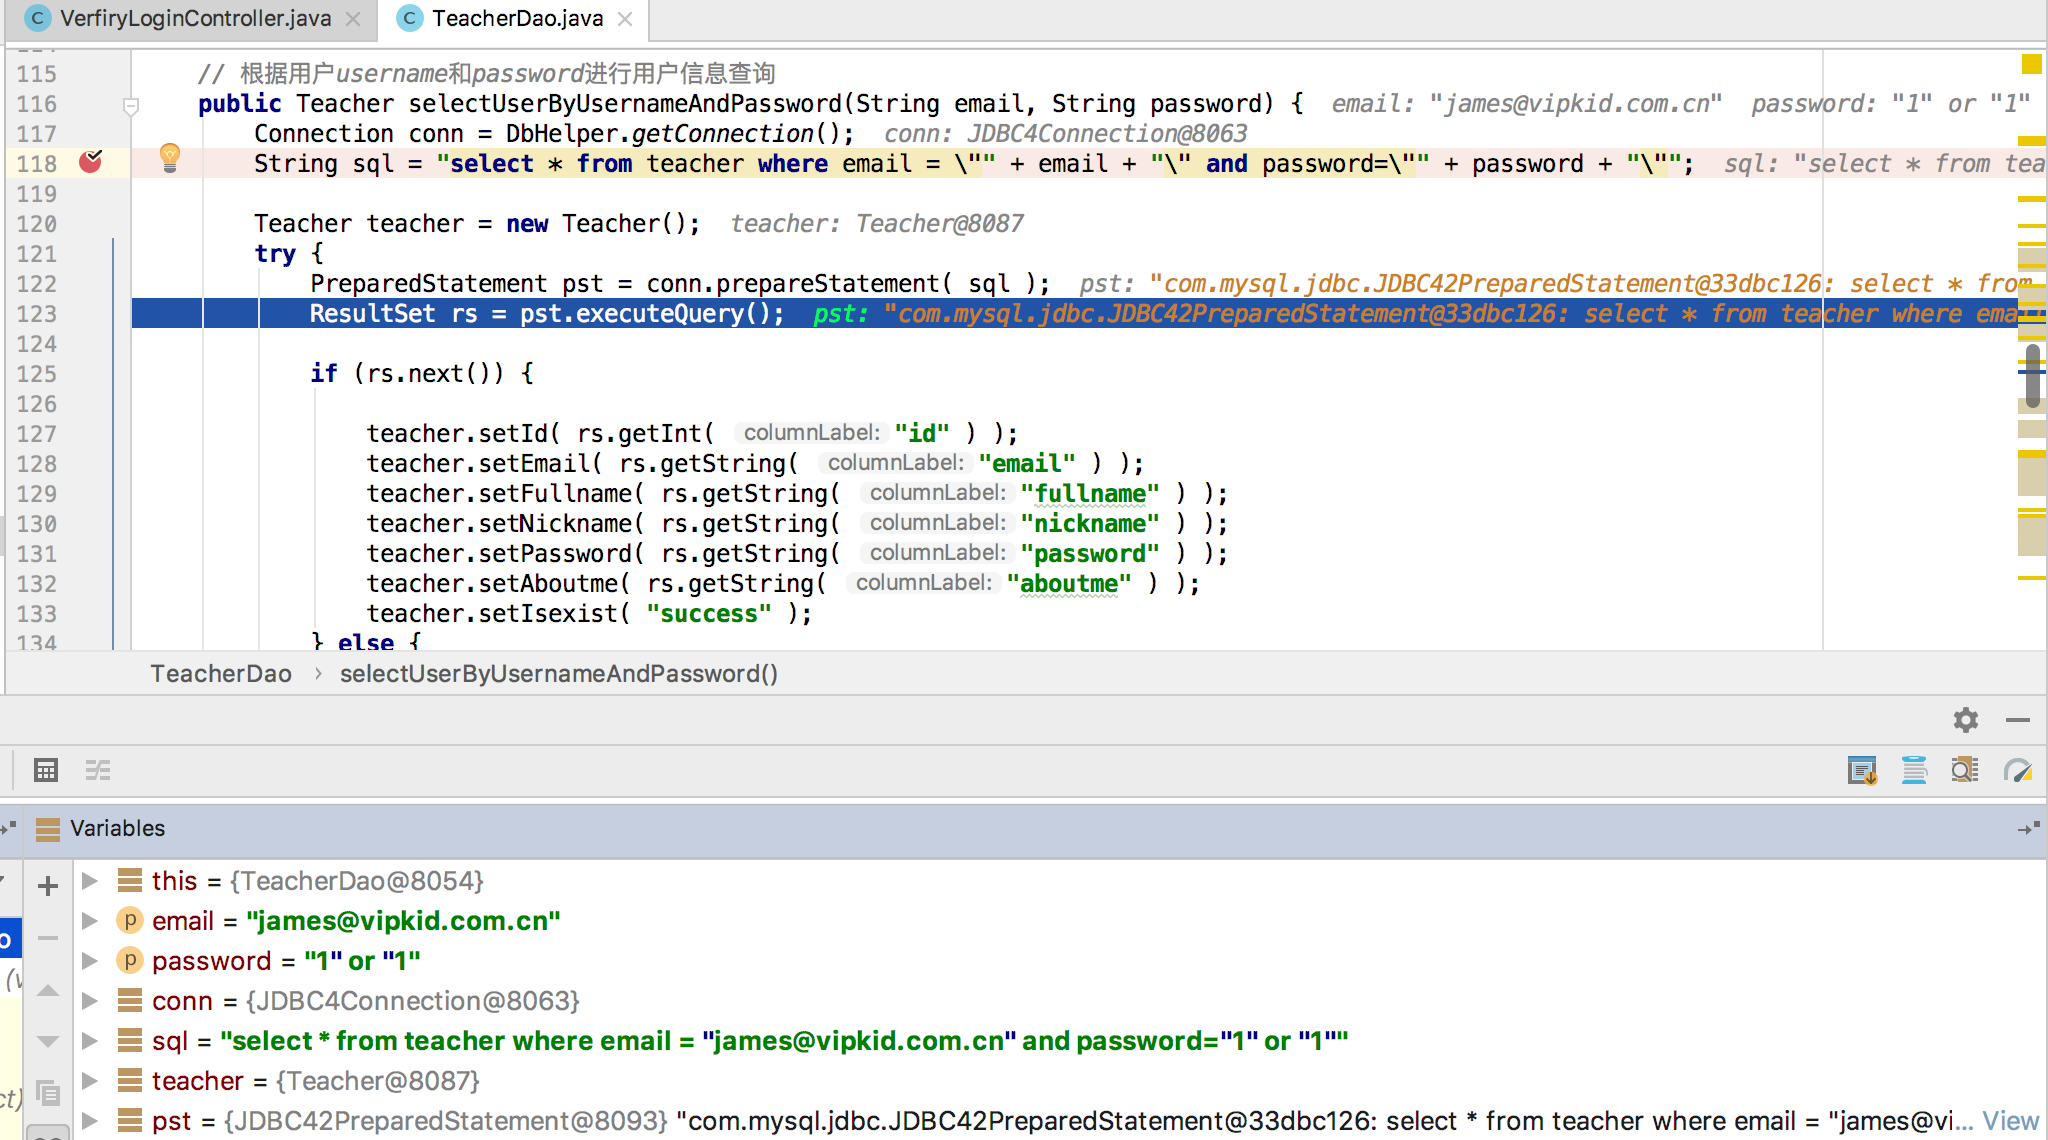 VerfiryLoginController.java
TeacherDao.java
115 // 根据用户username和password进行用户信息查询
116 public Teacher selectUserByUsernameAndPassword(String email, String password) { email: "james@vipkid.com.cn" password: "1" or "1"
117 Connection conn = DbHelper.getConnection(); conn: JDBC4Connection@8063
118 String sql = "select * from teacher where email = \"" + email + "\" and password=\"" + password + "\""; sql: "select * from tea
119
120 Teacher teacher = new Teacher(); teacher: Teacher@8087
121 try {
122 PreparedStatement pst = conn.prepareStatement( sql ); pst: "com.mysql.jdbc.JDBC42PreparedStatement@33dbc126: select * from
123 ResultSet rs = pst.executeQuery(); pst: "com.mysql.jdbc.JDBC42PreparedStatement@33dbc126: select * from teacher where ema
124
125 if (rs.next()) {
126
127 teacher.setId( rs.getInt( columnLabel: "id" ) );
128 teacher.setEmail( rs.getString( columnLabel: "email" ) );
129 teacher.setFullname( rs.getString( columnLabel: "fullname" ) );
130 teacher.setNickname( rs.getString( columnLabel: "nickname" ) );
131 teacher.setPassword( rs.getString( columnLabel: "password" ) );
132 teacher.setAboutme( rs.getString( columnLabel: "aboutme" ) );
133 teacher.setIsexist( "success" );
134 } else {
TeacherDao › selectUserByUsernameAndPassword()
Variables
this = {TeacherDao@8054}
email = "james@vipkid.com.cn"
password = "1" or "1"
conn = {JDBC4Connection@8063}
sql = "select * from teacher where email = "james@vipkid.com.cn" and password="1" or "1""
teacher = {Teacher@8087}
pst = {JDBC42PreparedStatement@8093} "com.mysql.jdbc.JDBC42PreparedStatement@33dbc126: select * from teacher where email = "james@vi... View